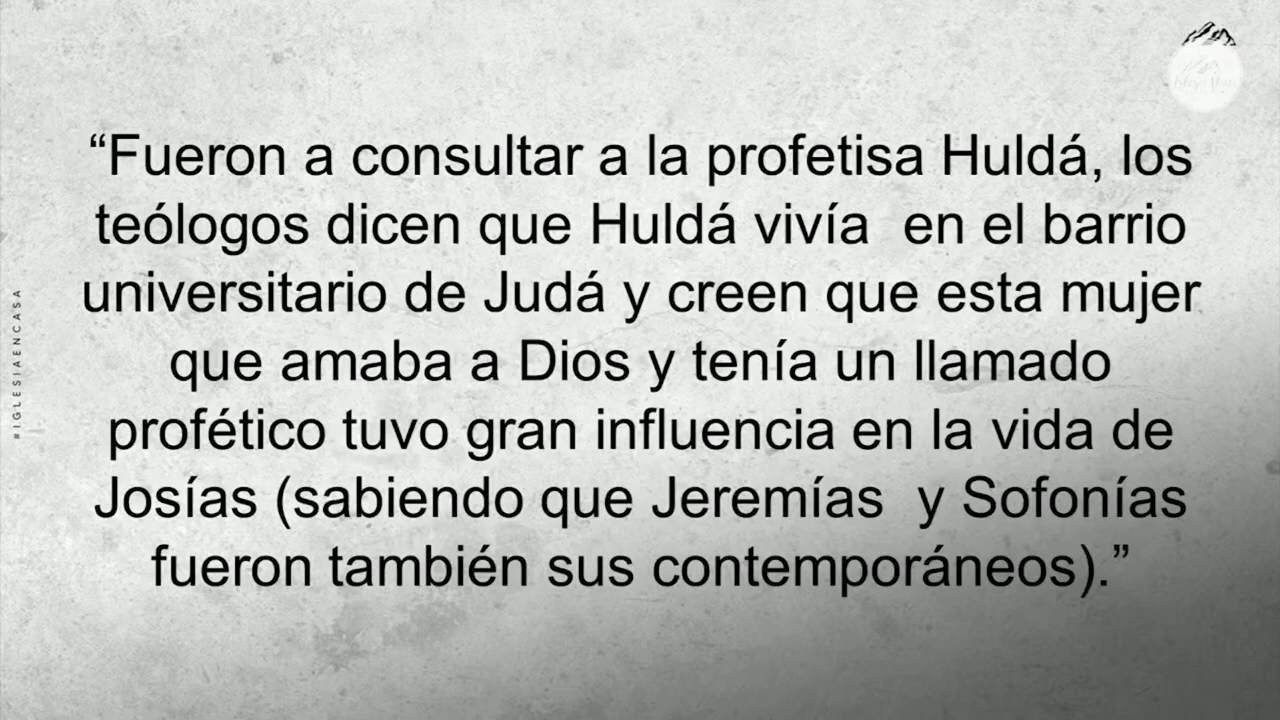 “Fueron a consultar a la profetisa Huldá, los
teólogos dicen que Huldá vivía  en el barrio
universitario de Judá y creen que esta mujer
que amaba a Dios y tenía un llamado
profético tuvo gran influencia en la vida de
Josías (sabiendo que Jeremías  y Sofonías
fueron también sus contemporáneos).”
#IGLESIAENCASA